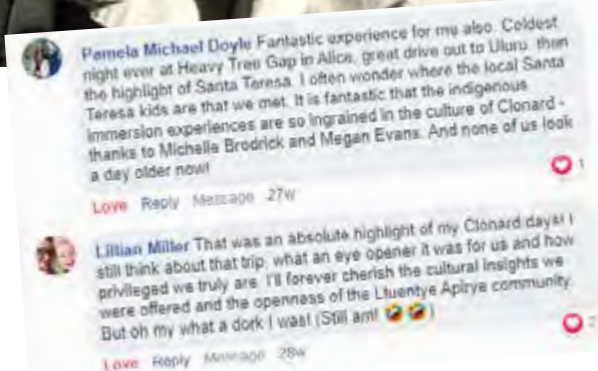 Pamela Michael Doyle Fantastic experience for me also. Coldest
night ever at Heavy Tree Gap in Alice, great drive out to Uluru, then
the highlight of Santa Teresa. I often wonder where the local Santa
Teresa kids are that we met. It is fantastic that the indigenous
immersion experiences are so ingrained in the culture of Clonard -
thanks to Michelle Brodrick and Megan Evans. And none of us look
a day older now!
1
Love Reply Message 27w
Lillian Miller That was an absolute highlight of my Clonard days! I
still think about that trip, what an eye opener it was for us and how
privileged we truly are. I'll forever cherish the cultural insights we
were offered and the openness of the Ltuentye Apirye community.
But oh my what a dork I was! (Still am! 🤣🤣)
2
Love Reply Message 28w